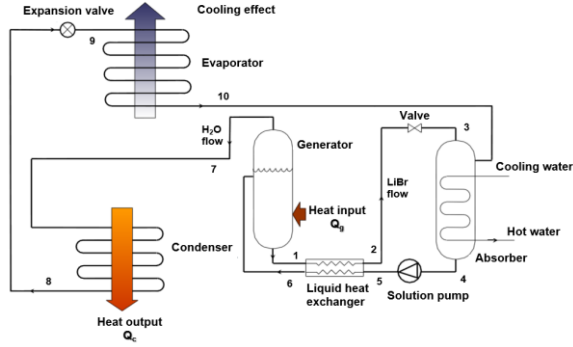 Expansion valve
Cooling effect
9
Evaporator
10
Valve
3
H₂O
flow
Generator
7
Cooling water
LiBr
flow
Heat input
Q₉
Hot water
Condenser
1
2
Absorber
8
6
5
4
Liquid heat
exchanger
Solution pump
Heat output
Q꜀